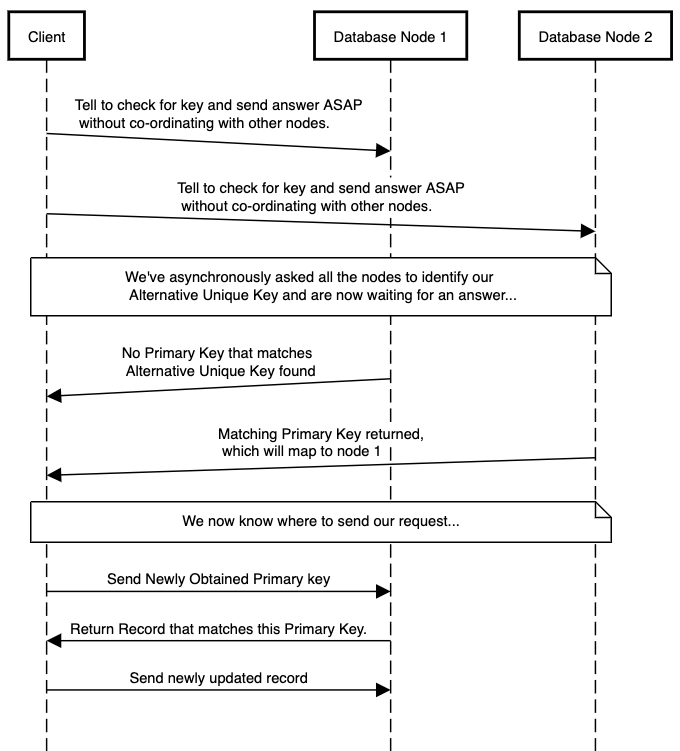 Client
Database Node 1
Database Node 2
Tell to check for key and send answer ASAP
without co-ordinating with other nodes.
Tell to check for key and send answer ASAP
without co-ordinating with other nodes.
We've asynchronously asked all the nodes to identify our
Alternative Unique Key and are now waiting for an answer...
No Primary Key that matches
Alternative Unique Key found
Matching Primary Key returned,
which will map to node 1
We now know where to send our request...
Send Newly Obtained Primary key
Return Record that matches this Primary Key.
Send newly updated record